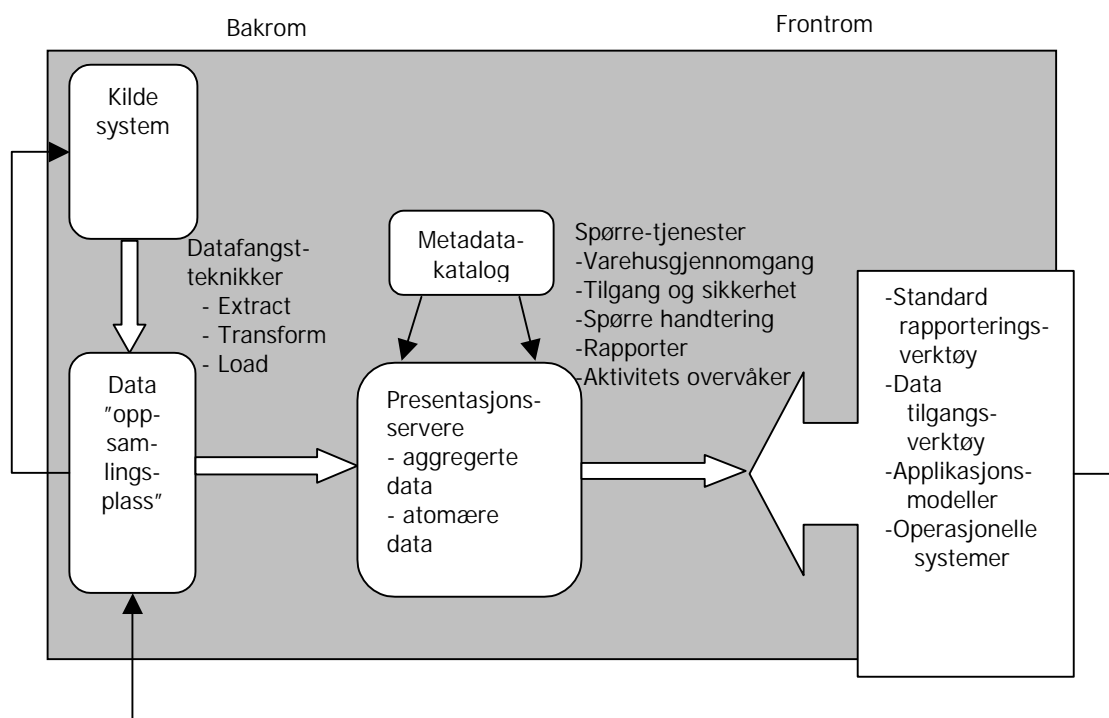 Bakrom
Frontrom
Kilde
system
Datafangst-
teknikker
- Extract
- Transform
- Load
Data
"opp-
sam-
lings-
plass"
Metadata-
katalog
Presentasjon-
servere
- aggregerte
data
- atomære
data
Spørre-tjenester
-Varehusgjennomgang
-Tilgang og sikkerhet
-Spørre handtering
-Rapporter
-Aktivitets overvåker
-Standard
rapporterings-
verktøy
-Data
tilgangs-
verktøy
-Applikasjons-
modeller
-Operasjonelle
systemer